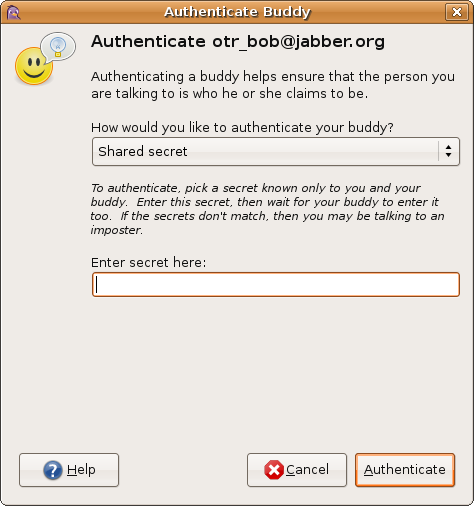 Authenticate Buddy
Authenticate otr_bob@jabber.org
Authenticating a buddy helps ensure that the person you
are talking to is who he or she claims to be.
How would you like to authenticate your buddy?
Shared secret
To authenticate, pick a secret known only to you and your
buddy.  Enter this secret, then wait for your buddy to enter it
too.  If the secrets don't match, then you may be talking to an
imposter.
Enter secret here:
Help
Cancel
Authenticate